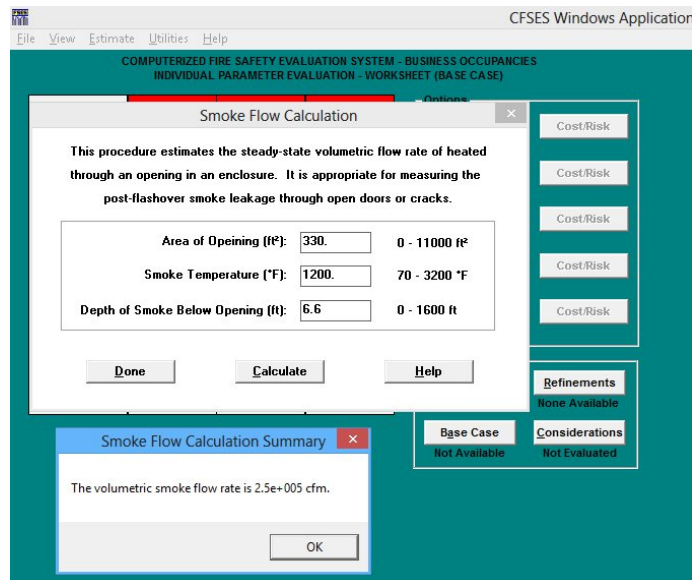 CFSES Windows Application
File View Estimate Utilities Help
COMPUTERIZED FIRE SAFETY EVALUATION SYSTEM - BUSINESS OCCUPANCIES
INDIVIDUAL PARAMETER EVALUATION - WORKSHEET (BASE CASE)
Options
Smoke Flow Calculation
This procedure estimates the steady-state volumetric flow rate of heated
through an opening in an enclosure. It is appropriate for measuring the
post-flashover smoke leakage through open doors or cracks.
Area of Opeining (ft²): 330. 0 - 11000 ft²
Smoke Temperature (°F): 1200. 70 - 3200 °F
Depth of Smoke Below Opening (ft): 6.6 0 - 1600 ft
Done Calculate Help
Cost/Risk
Cost/Risk
Cost/Risk
Cost/Risk
Cost/Risk
Refinements
None Available
Base Case Considerations
Not Available Not Evaluated
Smoke Flow Calculation Summary
The volumetric smoke flow rate is 2.5e+005 cfm.
OK